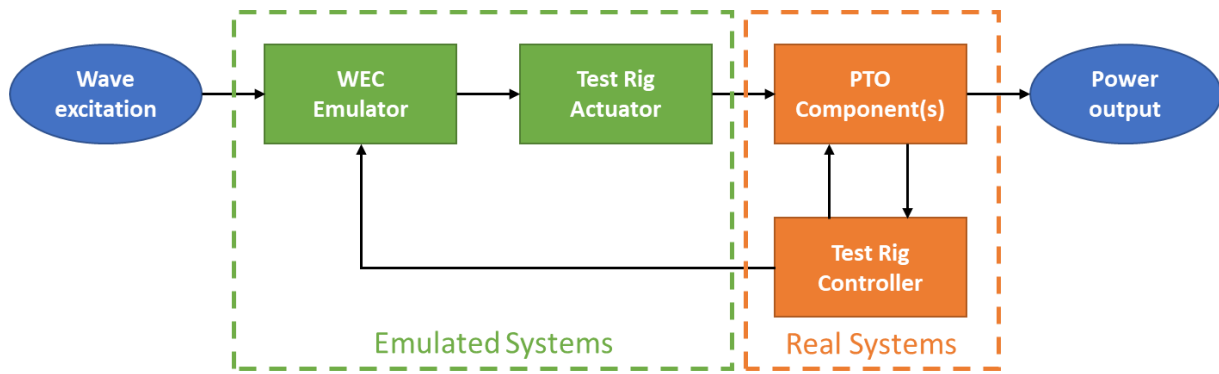 Wave
excitation
WEC
Emulator
Test Rig
Actuator
PTO
Component(s)
Power
output
Test Rig
Controller
Emulated Systems
Real Systems